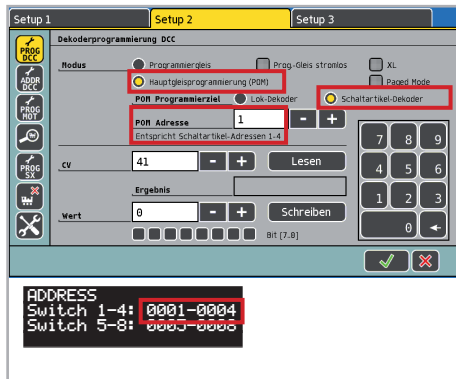 Setup 1 Setup 2 Setup 3
Dekoderprogrammierung DCC
PROG DCC
Modus Programmiergleis Prog.-Gleis stromlos XL
Hauptgleisprogrammierung (POM) Paged Mode
ADDR DCC
POM Programmierziel Lok-Dekoder Schaltartikel-Dekoder
PROG MOT
POM Adresse 1 - +
Entspricht Schaltartikel-Adressen 1-4
7 8 9
CV 41 - + Lesen
4 5 6
PROG SX
Ergebnis
1 2 3
Wert 0 - + Schreiben
0
Bit [7..0]
ADDRESS
Switch 1-4: 0001-0004
Switch 5-8: 0005-0008